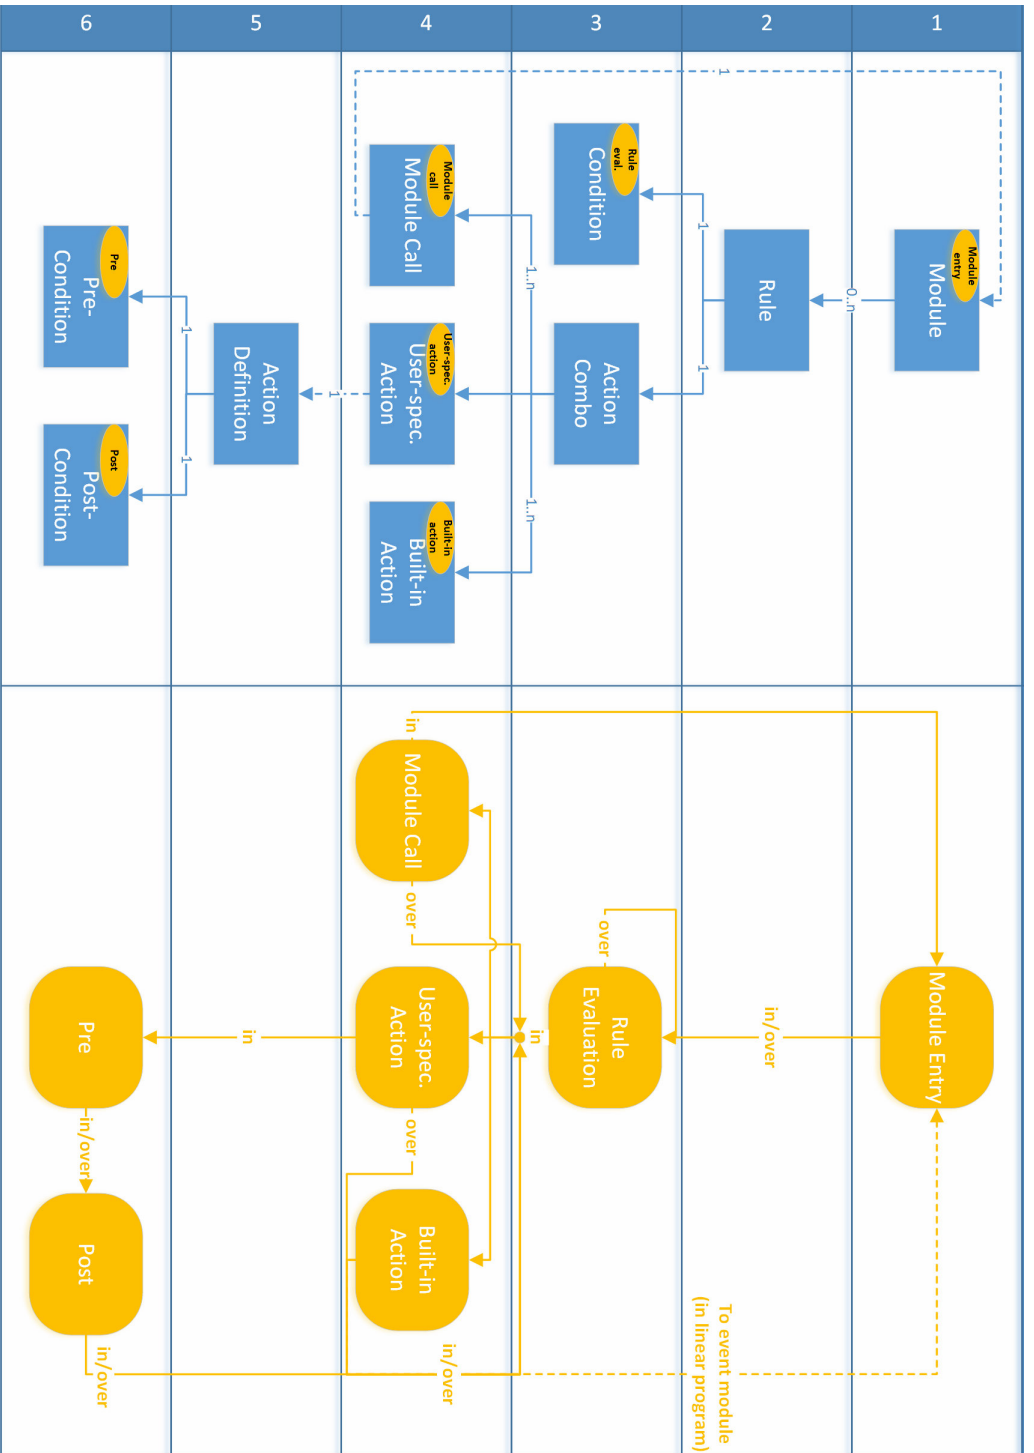 1
2
3
4
5
6
1
Module
entry
Module
0..n
Rule
1
1
Rule
eval.
Condition
Action
Combo
1..n
1..n
Module
call
Module Call
User-spec.
action
User-spec.
Action
Built-in
action
Built-in
Action
1
Action
Definition
1
1
Pre
Pre-
Condition
Post
Post-
Condition
Module Entry
in/over
To event module
(in linear program)
over
Rule
Evaluation
in
in
Module Call
over
User-spec.
Action
over
Built-in
Action
in/over
in
Pre
in/over
Post
in/over